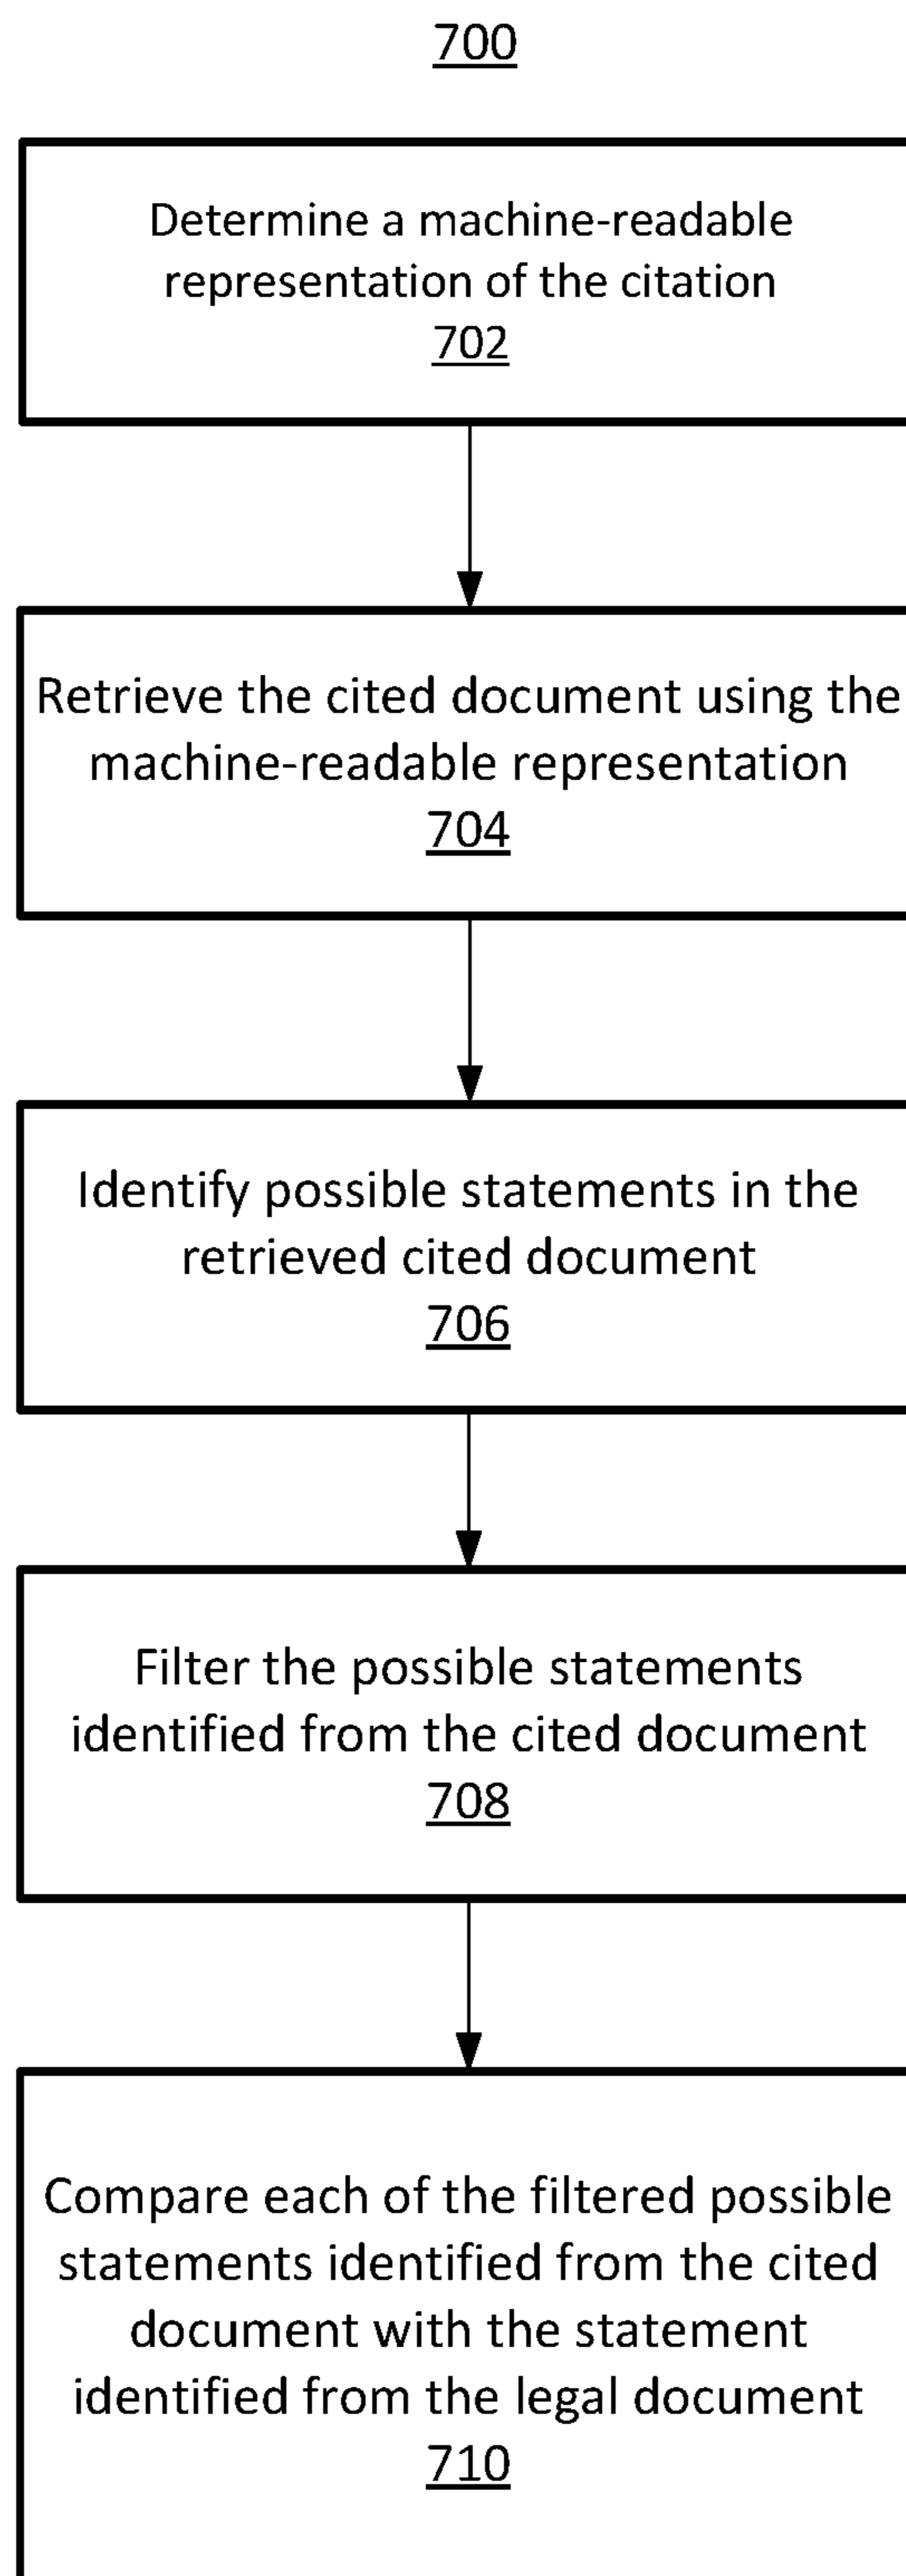 700
Determine a machine-readable
representation of the citation
702
Retrieve the cited document using the
machine-readable representation
704
Identify possible statements in the
retrieved cited document
706
Filter the possible statements
identified from the cited document
708
Compare each of the filtered possible
statements identified from the cited
document with the statement
identified from the legal document
710